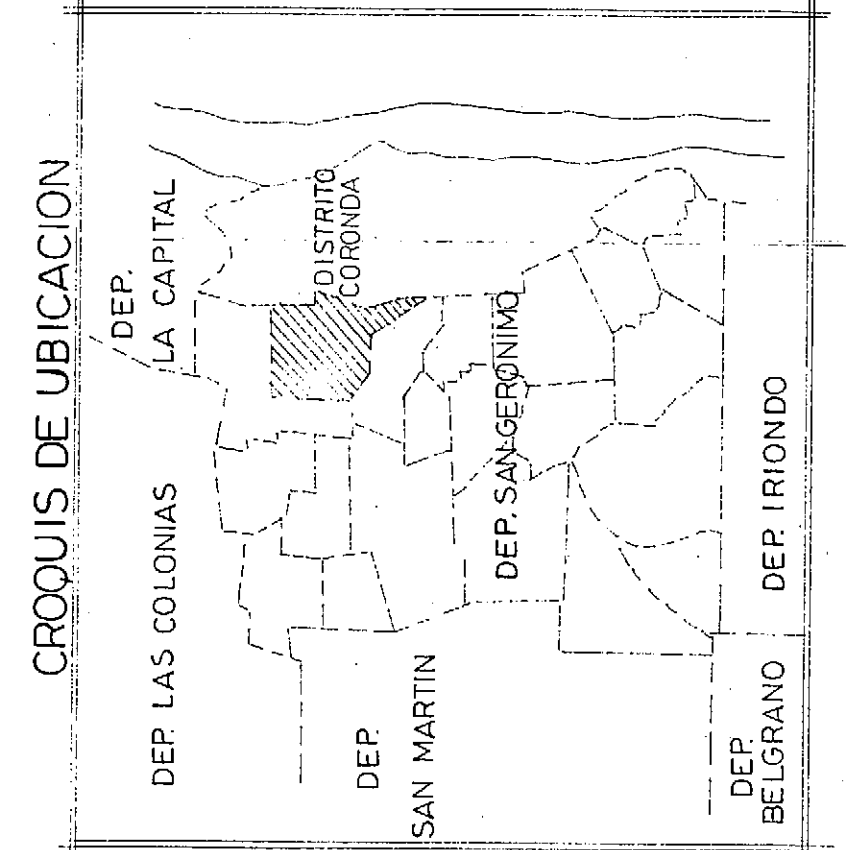 CROQUIS DE UBICACION
DEP. LAS COLONIAS
DEP.
LA CAPITAL
DISTRITO
CORONDA
DEP.
SAN MARTIN
DEP. SAN GERONIMO
DEP.
BELGRANO
DEP. IRIONDO